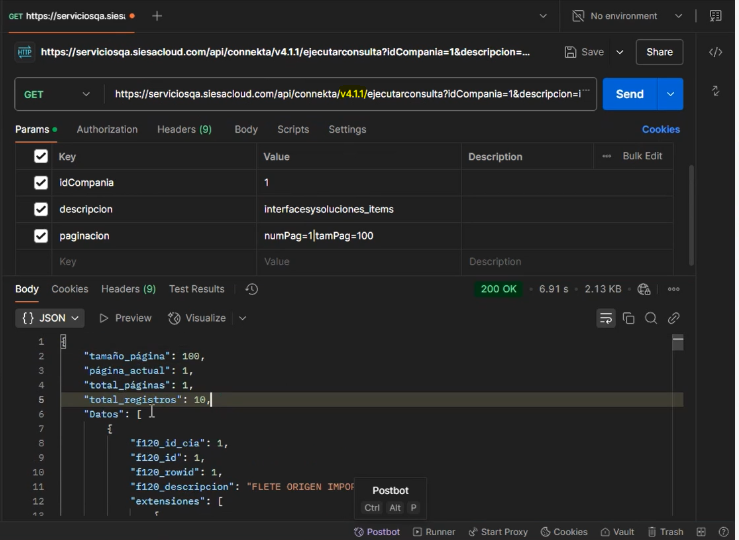 GET https://serviciosqa.sies:
No environment
HTTP https://serviciosqa.siesacloud.com/api/connekta/v4.1.1/ejecutarconsulta?idCompania=1&descripcion=...
Save
Share
GET
https://serviciosqa.siesacloud.com/api/connekta/v4.1.1/ejecutarconsulta?idCompania=1&descripcion=i
Send
Params Authorization Headers (9) Body Scripts Settings Cookies
Key Value Description ... Bulk Edit
idCompania 1
descripcion interfacesysoluciones_items
paginacion numPag=1|tamPag=100
Key Value Description
Body Cookies Headers (9) Test Results 200 OK 6.91 s 2.13 KB
{} JSON Preview Visualize
1 {
2 "tamaño_página": 100,
3 "página_actual": 1,
4 "total_páginas": 1,
5 "total_registros": 10,
6 "Datos": [
7 {
8 "f120_id_cia": 1,
9 "f120_id": 1,
10 "f120_rowid": 1,
11 "f120_descripcion": "FLETE ORIGEN IMPOR
12 "extensiones": [
13 {
Postbot
Ctrl Alt P
Postbot Runner Start Proxy Cookies Vault Trash